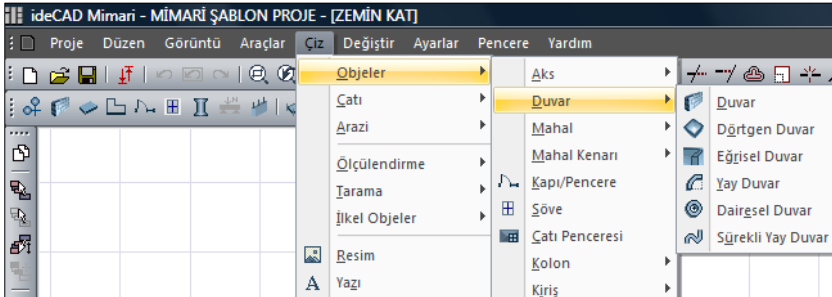 ideCAD Mimari - MİMARİ ŞABLON PROJE - [ZEMİN KAT]
Proje Düzen Görüntü Araçlar Çiz Değiştir Ayarlar Pencere Yardım
Objeler
Çatı
Arazi
Ölçülendirme
Tarama
İlkel Objeler
Resim
Yazı
Aks
Duvar
Mahal
Mahal Kenarı
Kapı/Pencere
Söve
Çatı Penceresi
Kolon
Kiriş
Duvar
Dörtgen Duvar
Eğrisel Duvar
Yay Duvar
Dairesel Duvar
Sürekli Yay Duvar